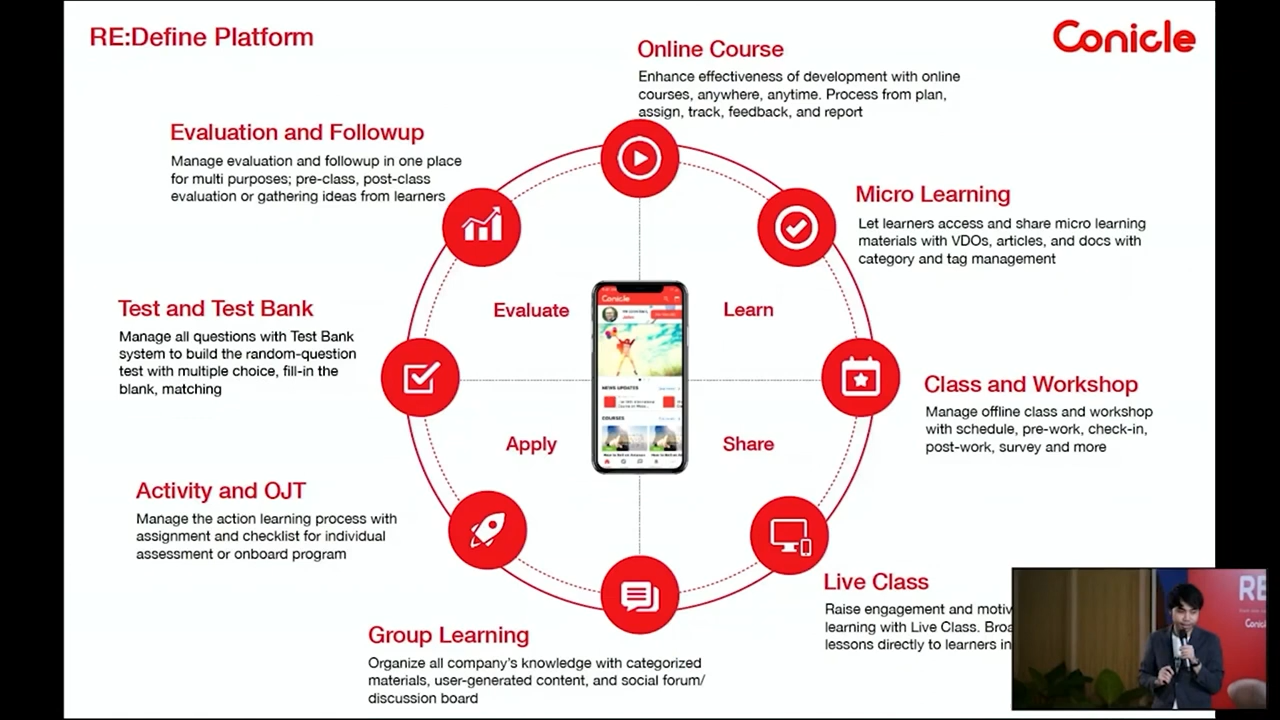 RE:Define Platform
Conicle
Online Course
Enhance effectiveness of development with online
courses, anywhere, anytime. Process from plan,
assign, track, feedback, and report
Evaluation and Followup
Manage evaluation and followup in one place
for multi purposes; pre-class, post-class
evaluation or gathering ideas from learners
Micro Learning
Let learners access and share micro learning
materials with VDOs, articles, and docs with
category and tag management
Test and Test Bank
Manage all questions with Test Bank
system to build the random-question
test with multiple choice, fill-in the
blank, matching
Evaluate
Learn
Conicle
NEWS UPDATES
COURSES
Class and Workshop
Manage offline class and workshop
with schedule, pre-work, check-in,
post-work, survey and more
Apply
Share
Activity and OJT
Manage the action learning process with
assignment and checklist for individual
assessment or onboard program
Live Class
Raise engagement and motiv
learning with Live Class. Broa
lessons directly to learners in
Group Learning
Organize all company's knowledge with categorized
materials, user-generated content, and social forum/
discussion board
RE
Conicl